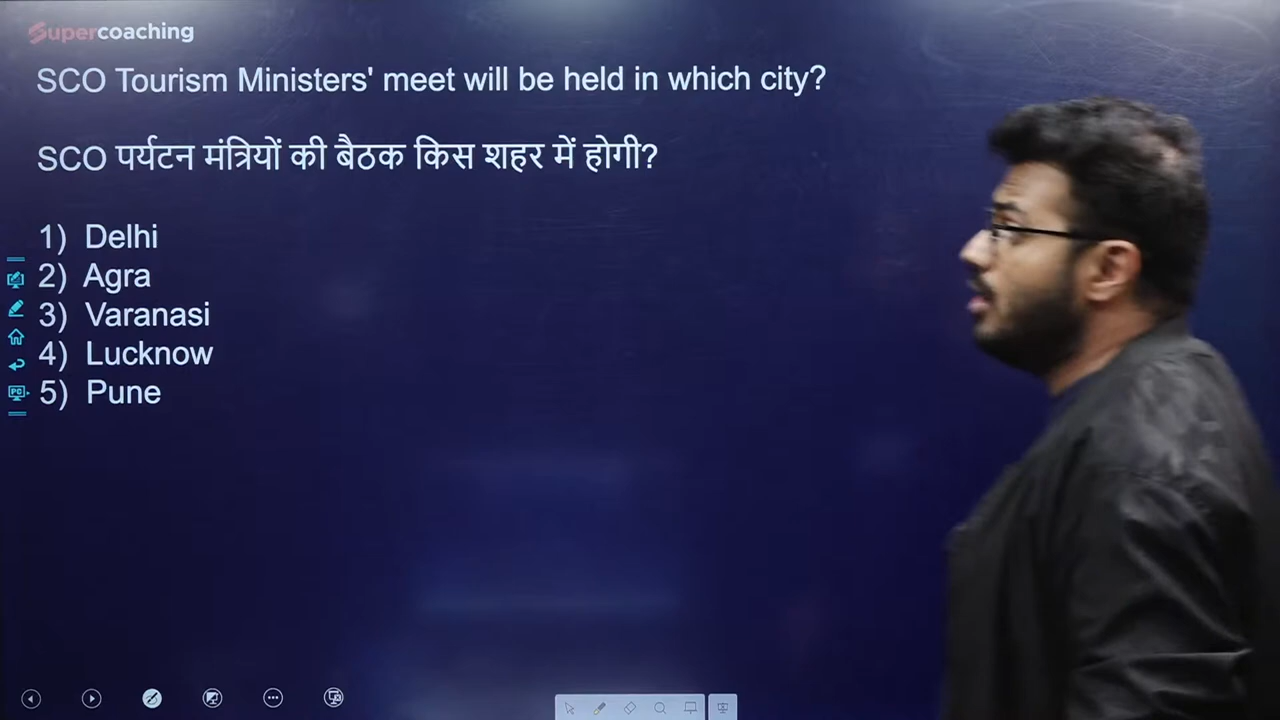 Supercoaching
SCO Tourism Ministers' meet will be held in which city?
SCO पर्यटन मंत्रियों की बैठक किस शहर में होगी?
1) Delhi
2) Agra
3) Varanasi
4) Lucknow
5) Pune
PC